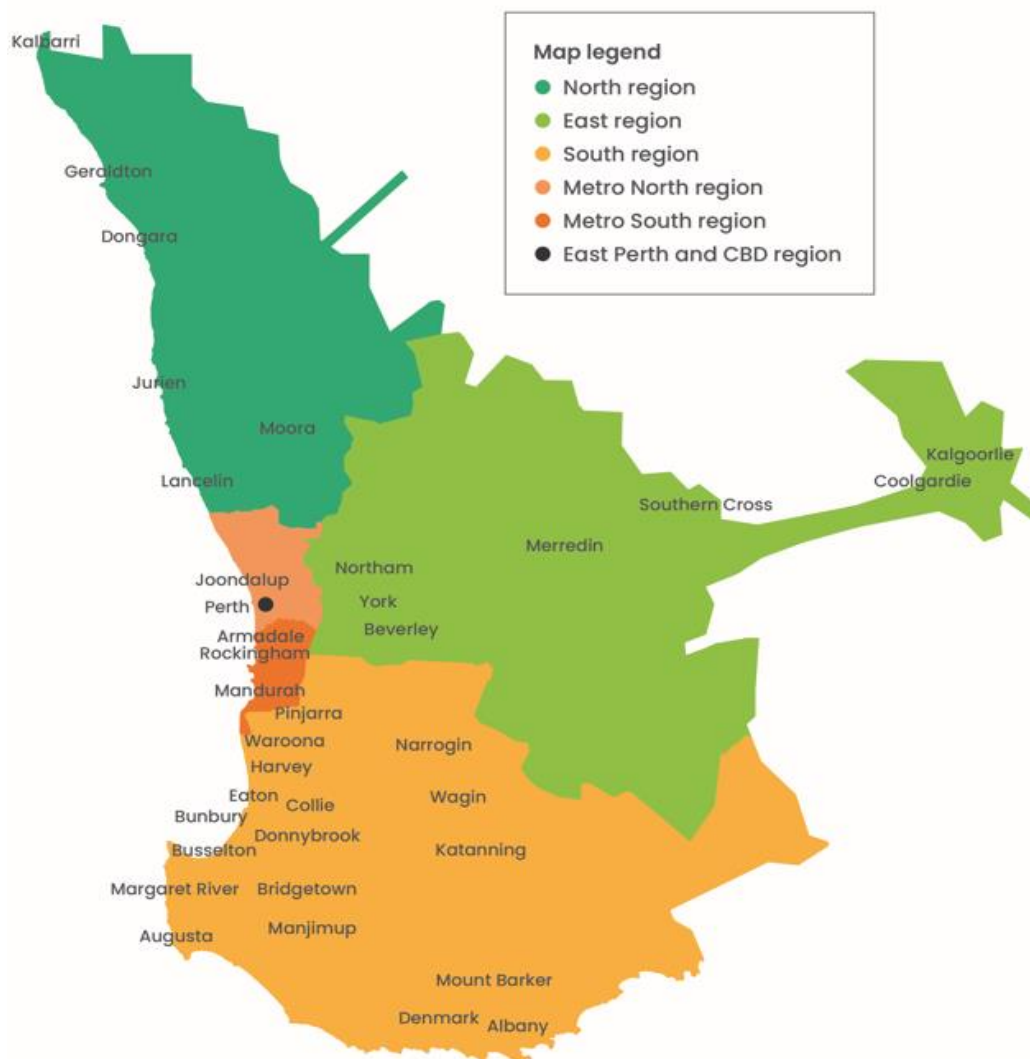 Map legend
North region
East region
South region
Metro North region
Metro South region
East Perth and CBD region
Kalbarri
Geraldton
Dongara
Jurien
Moora
Lancelin
Kalgoorlie
Coolgardie
Southern Cross
Merredin
Northam
Joondalup
York
Perth
Beverley
Armadale
Rockingham
Mandurah
Pinjarra
Waroona
Narrogin
Harvey
Eaton
Wagin
Collie
Bunbury
Donnybrook
Busselton
Katanning
Margaret River
Bridgetown
Manjimup
Augusta
Mount Barker
Denmark
Albany